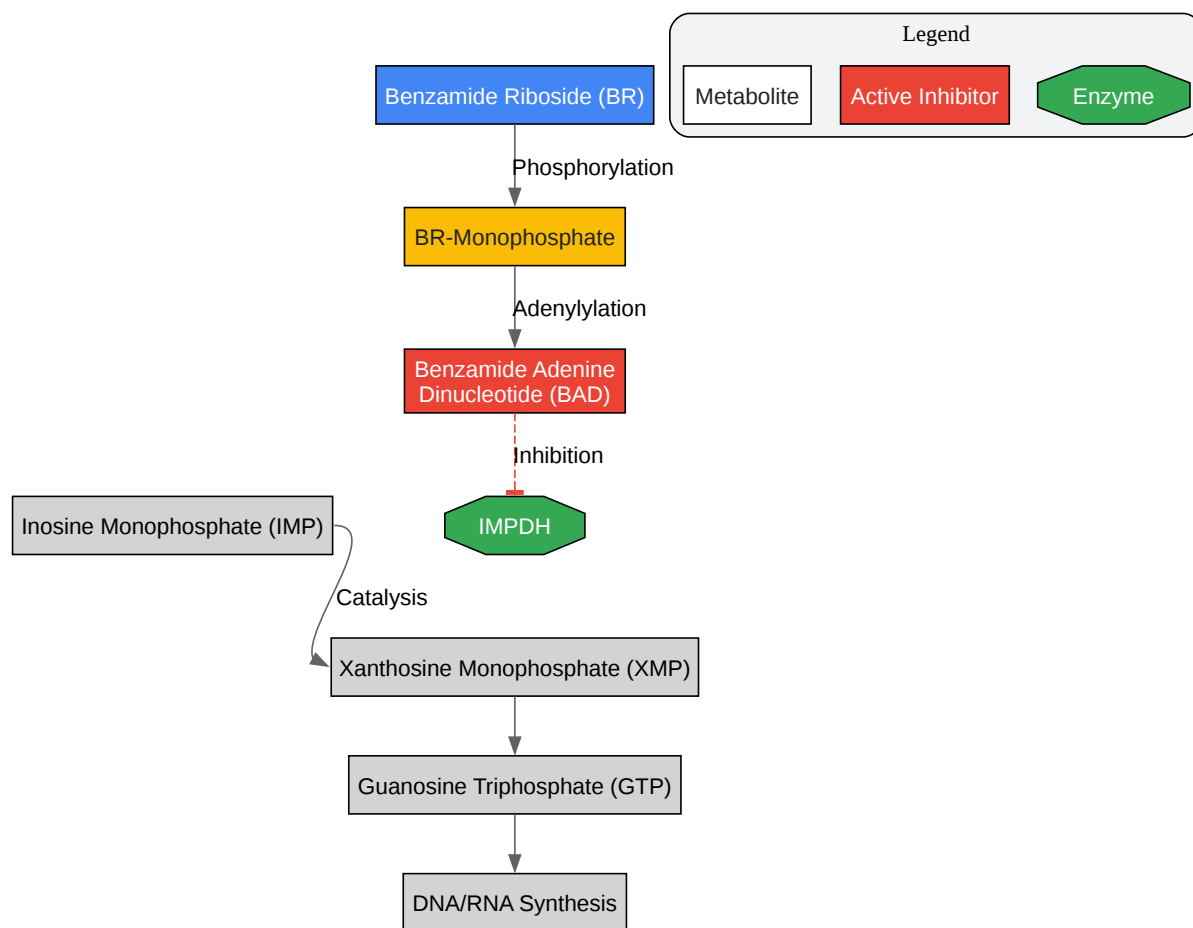 Legend
Benzamide Riboside (BR)
Metabolite
Active Inhibitor
Enzyme
Phosphorylation
BR-Monophosphate
Adenylylation
Benzamide Adenine
Dinucleotide (BAD)
Inhibition
Inosine Monophosphate (IMP)
IMPDH
Catalysis
Xanthosine Monophosphate (XMP)
Guanosine Triphosphate (GTP)
DNA/RNA Synthesis